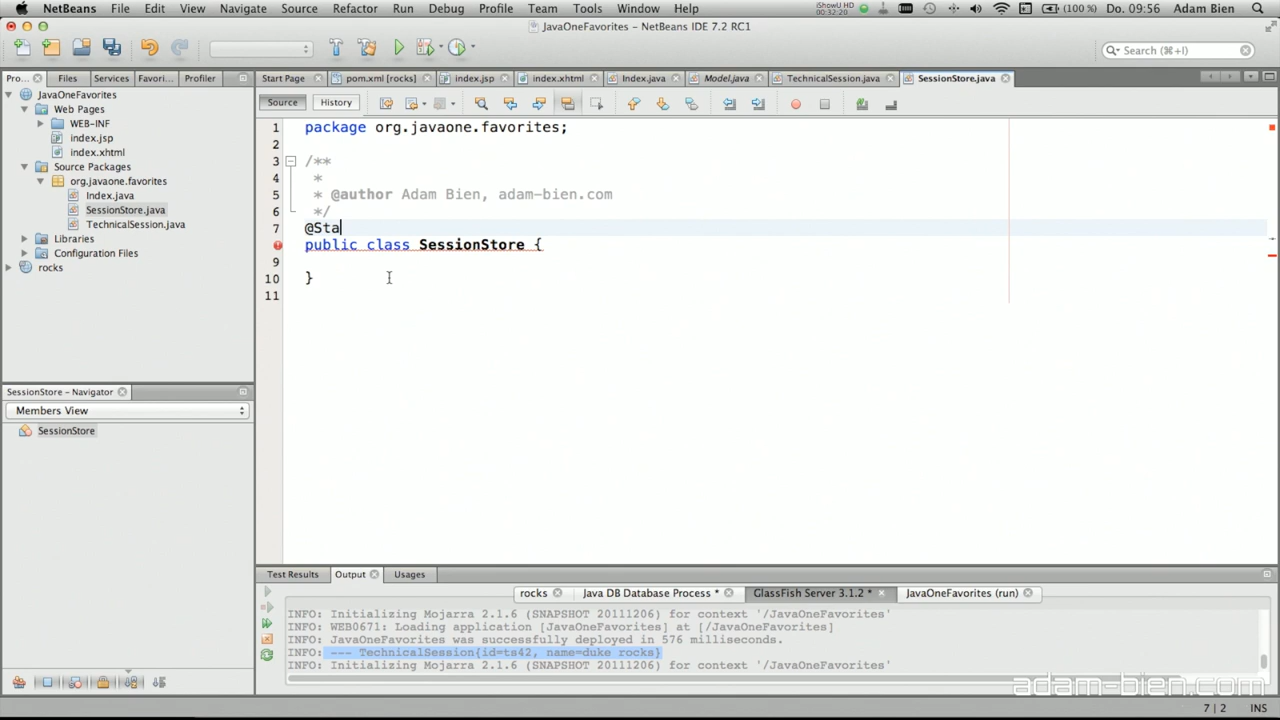 NetBeans File Edit View Navigate Source Refactor Run Debug Profile Team Tools Window Help iShowU HD 00:32:20 (100 %) Do. 09:56 Adam Bien
JavaOneFavorites – NetBeans IDE 7.2 RC1
Search (⌘+I)
Pro... Files Services Favori... Profiler
Start Page pom.xml [rocks] index.jsp index.xhtml Index.java Model.java TechnicalSession.java SessionStore.java
Source History
JavaOneFavorites
Web Pages
WEB-INF
index.jsp
index.xhtml
Source Packages
org.javaone.favorites
Index.java
SessionStore.java
TechnicalSession.java
Libraries
Configuration Files
rocks
1 package org.javaone.favorites;
2
3 /**
4 *
5 * @author Adam Bien, adam-bien.com
6 */
7 @Sta
public class SessionStore {
9
10 }
11
SessionStore – Navigator
Members View
SessionStore
Test Results Output Usages
rocks Java DB Database Process * GlassFish Server 3.1.2 * JavaOneFavorites (run)
INFO: Initializing Mojarra 2.1.6 (SNAPSHOT 20111206) for context '/JavaOneFavorites'
INFO: WEB0671: Loading application [JavaOneFavorites] at [/JavaOneFavorites]
INFO: JavaOneFavorites was successfully deployed in 576 milliseconds.
INFO: --- TechnicalSession{id=ts42, name=duke rocks}
INFO: Initializing Mojarra 2.1.6 (SNAPSHOT 20111206) for context '/JavaOneFavorites'
adam-bien.com
7 | 2 INS